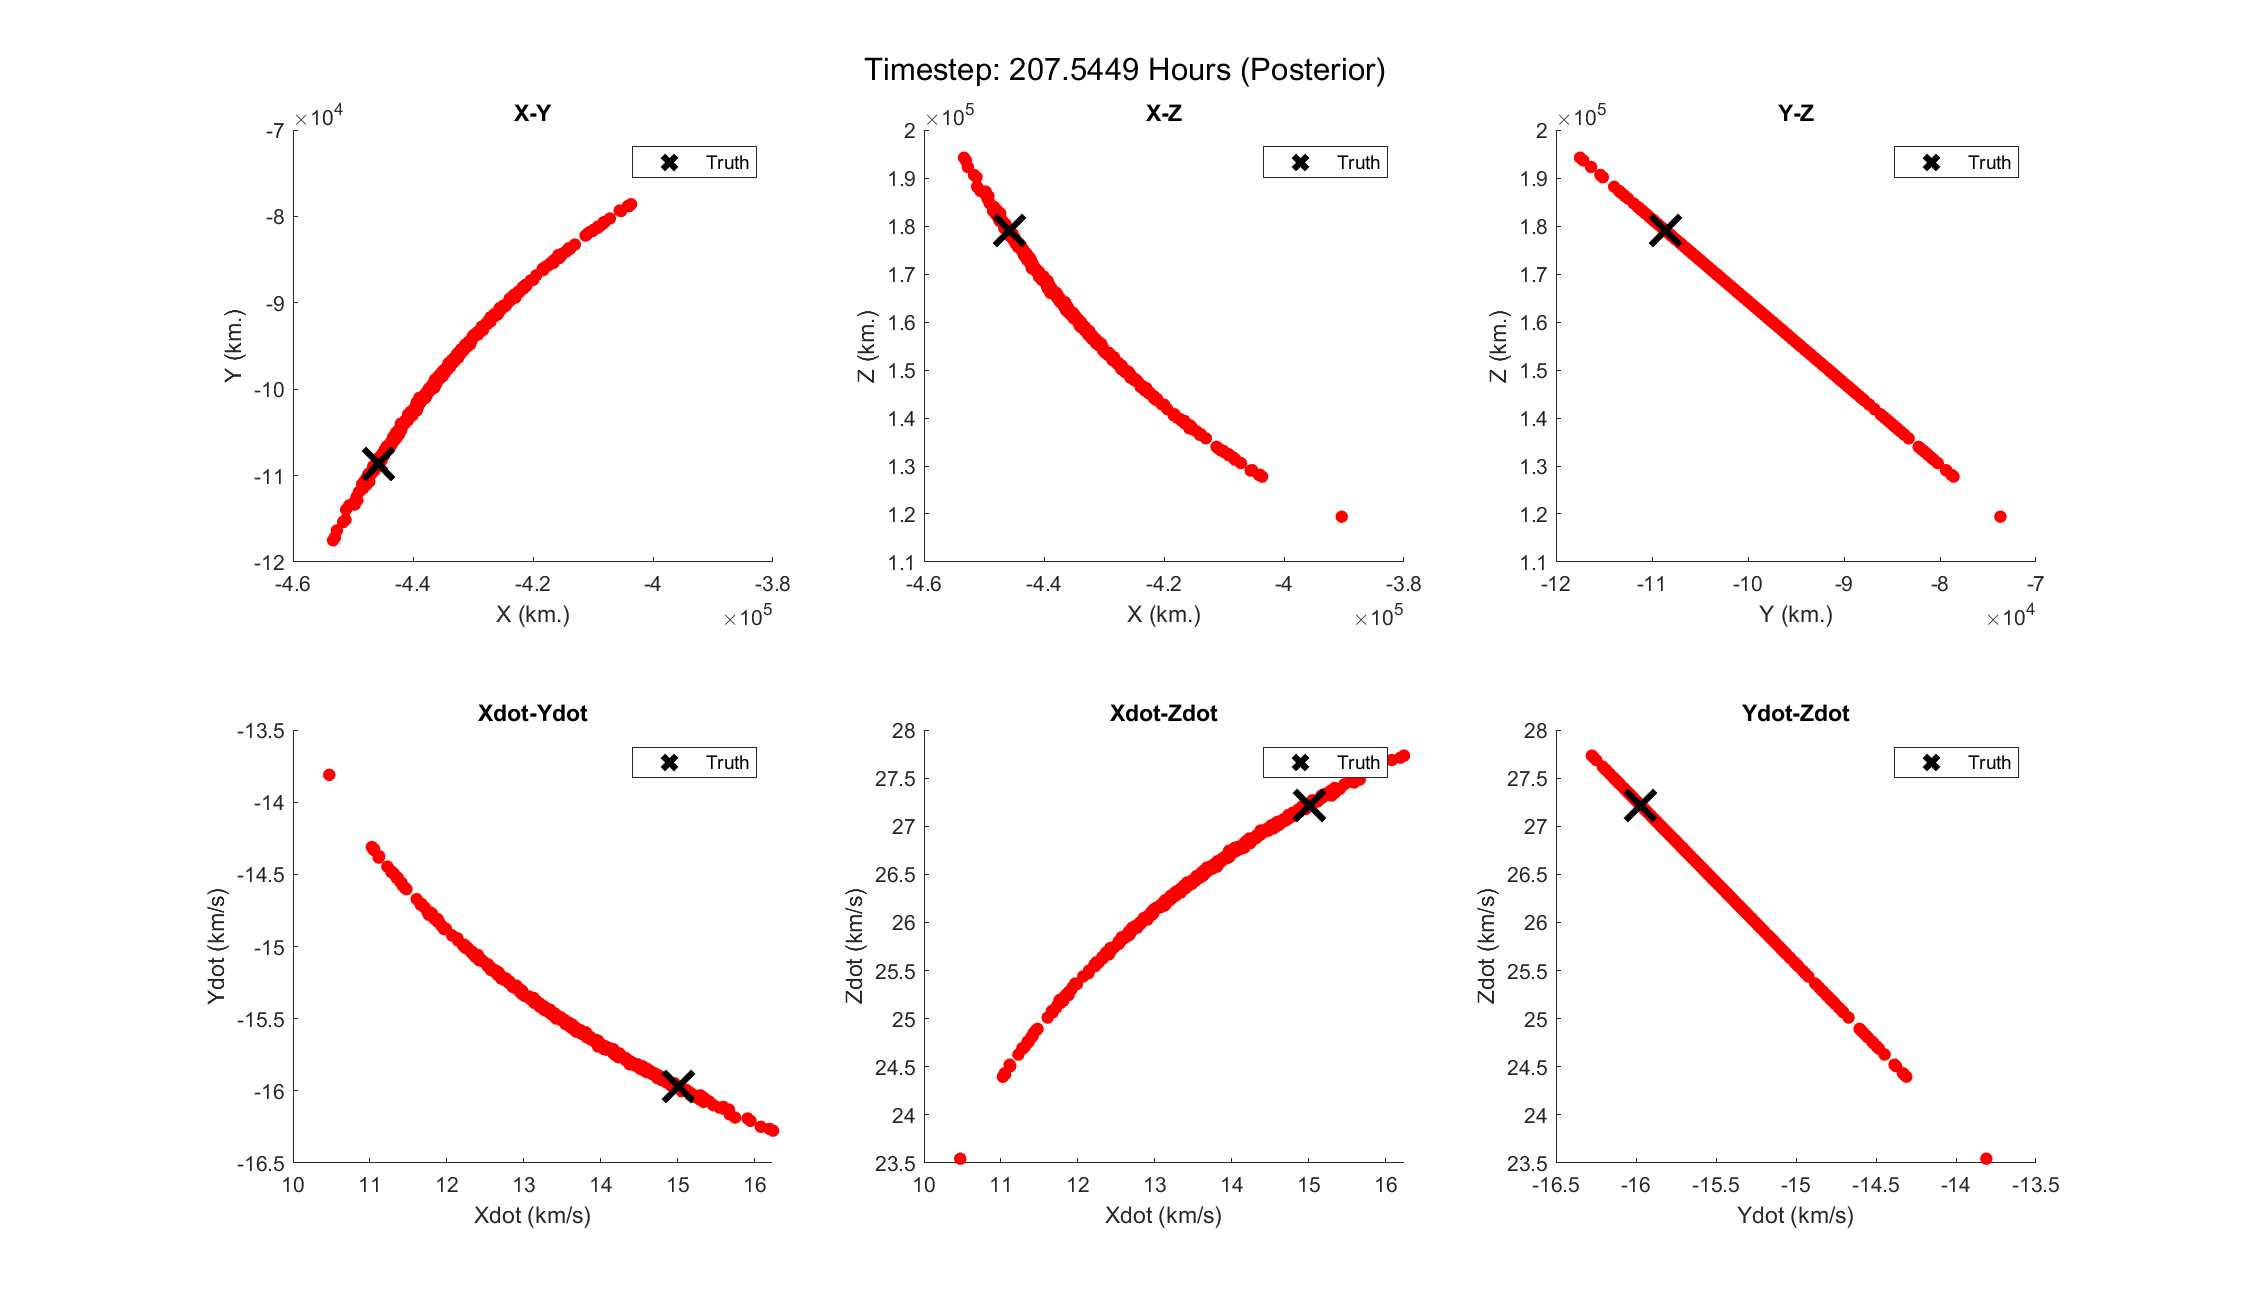 Timestep: 207.5449 Hours (Posterior)
X-Y
×10^4
Truth
-7
-8
-9
-10
-11
-12
Y (km.)
-4.6 -4.4 -4.2 -4 -3.8
X (km.)
×10^5
X-Z
×10^5
Truth
2
1.9
1.8
1.7
1.6
1.5
1.4
1.3
1.2
1.1
Z (km.)
-4.6 -4.4 -4.2 -4 -3.8
X (km.)
×10^5
Y-Z
×10^5
Truth
2
1.9
1.8
1.7
1.6
1.5
1.4
1.3
1.2
1.1
Z (km.)
-12 -11 -10 -9 -8 -7
Y (km.)
×10^4
Xdot-Ydot
Truth
-13.5
-14
-14.5
-15
-15.5
-16
-16.5
Ydot (km/s)
10 11 12 13 14 15 16
Xdot (km/s)
Xdot-Zdot
Truth
28
27.5
27
26.5
26
25.5
25
24.5
24
23.5
Zdot (km/s)
10 11 12 13 14 15 16
Xdot (km/s)
Ydot-Zdot
Truth
28
27.5
27
26.5
26
25.5
25
24.5
24
23.5
Zdot (km/s)
-16.5 -16 -15.5 -15 -14.5 -14 -13.5
Ydot (km/s)